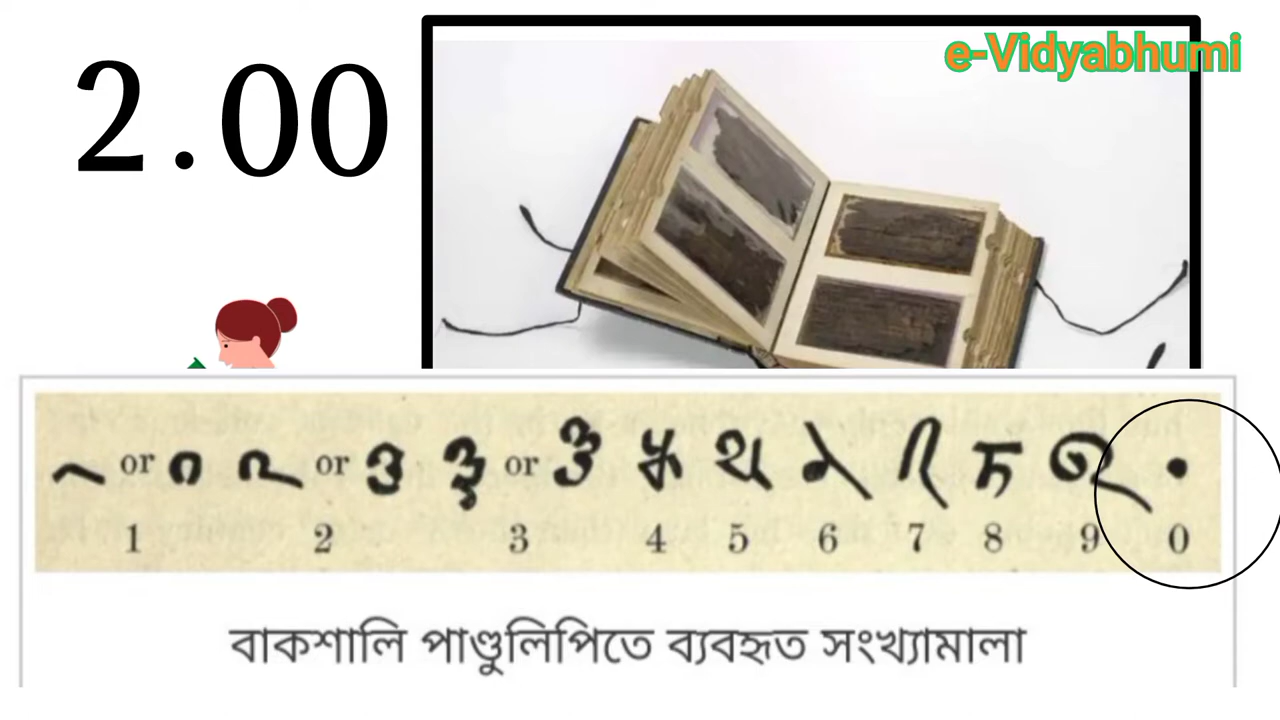 2.00
e-Vidyabhumi
or or or
1 2 3 4 5 6 7 8 9 0
বাকশালি পাণ্ডুলিপিতে ব্যবহৃত সংখ্যামালা